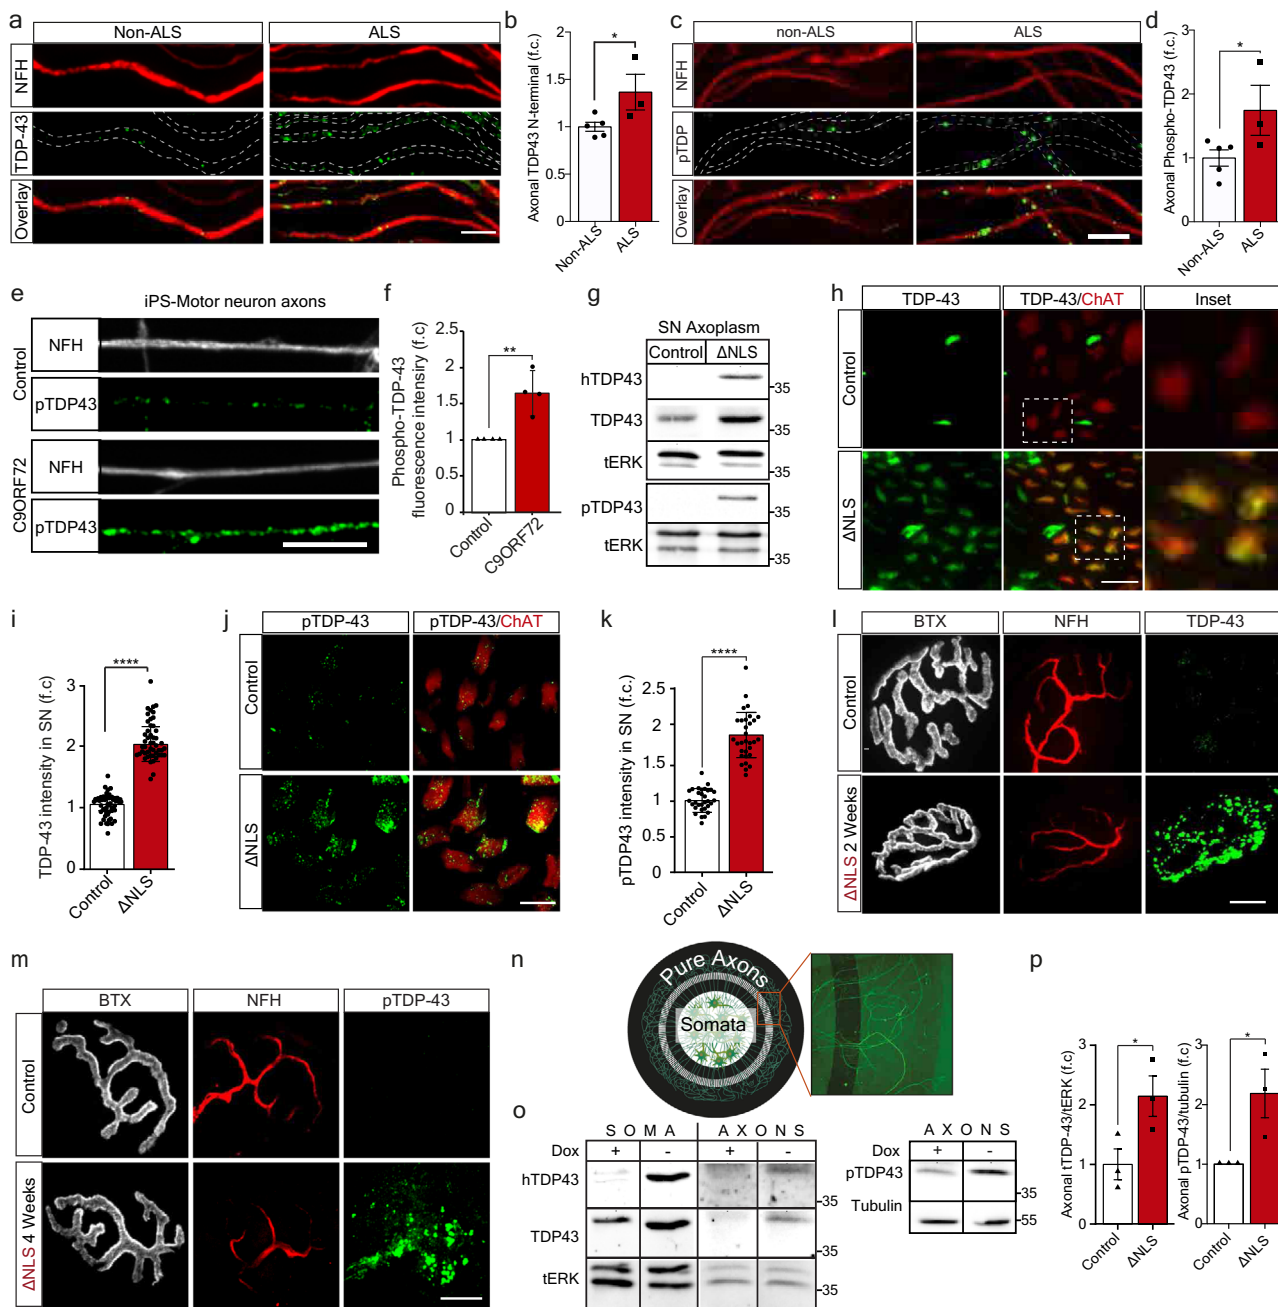 a
Non-ALS
ALS
NFH
TDP-43
Overlay
b
Axonal TDP43 N-terminal (f.c.)
2
1.5
1
0.5
0
*
Non-ALS
ALS
c
non-ALS
ALS
NFH
pTDP
Overlay
d
Axonal Phospho-TDP43 (f.c.)
3
2
1
0
*
Non-ALS
ALS
e
iPS-Motor neuron axons
Control
NFH
pTDP43
C9ORF72
NFH
pTDP43
f
Phospho-TDP-43
fluorescence intensity (f.c)
2.5
2
1.5
1
0.5
0
**
Control
C9ORF72
g
SN Axoplasm
Control
ΔNLS
hTDP43
-35
TDP43
-35
tERK
-35
pTDP43
tERK
-35
h
TDP-43
TDP-43/ChAT
Inset
Control
ΔNLS
i
TDP-43 intensity in SN (f.c)
3
2
1
0
****
Control
ΔNLS
j
pTDP-43
pTDP-43/ChAT
Control
ΔNLS
k
pTDP43 intensity in SN (f.c)
2.5
2
1.5
1
0.5
0
****
Control
ΔNLS
l
BTX
NFH
TDP-43
Control
ΔNLS 2 Weeks
m
BTX
NFH
pTDP-43
Control
ΔNLS 4 Weeks
n
Pure Axons
Somata
o
SOMA
AXONS
Dox
+
-
+
-
hTDP43
-35
TDP43
-35
tERK
-35
AXONS
Dox
+
-
pTDP43
-35
Tubulin
-55
p
Axonal tTDP-43/tERK (f.c)
4
3
2
1
0
*
Control
ΔNLS
Axonal pTDP-43/tubulin (f.c)
4
3
2
1
0
*
Control
ΔNLS